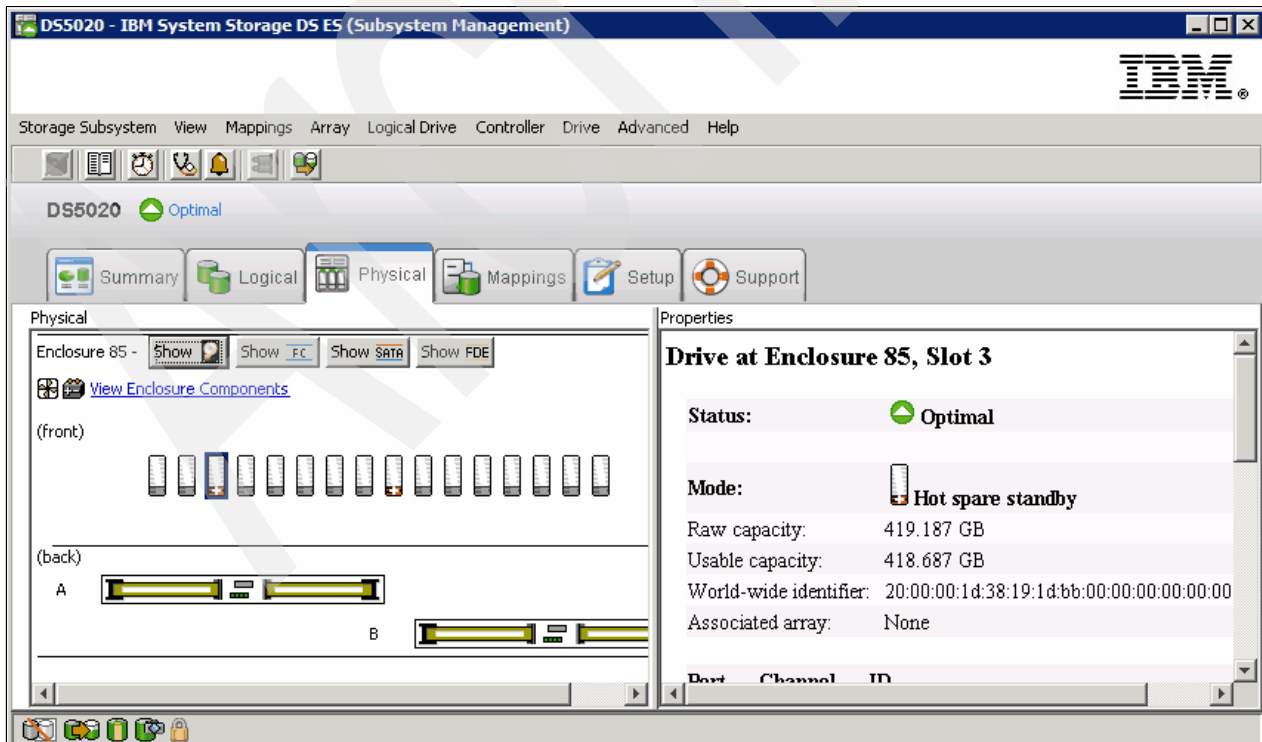 DS5020 - IBM System Storage DS ES (Subsystem Management)
IBM®
Storage Subsystem View Mappings Array Logical Drive Controller Drive Advanced Help
DS5020 Optimal
Summary Logical Physical Mappings Setup Support
Physical
Enclosure 85 - Show Show FC Show SATA Show FDE
View Enclosure Components
(front)
(back)
A
B
Properties
Drive at Enclosure 85, Slot 3
Status: Optimal
Mode: Hot spare standby
Raw capacity: 419.187 GB
Usable capacity: 418.687 GB
World-wide identifier: 20:00:00:1d:38:19:1d:bb:00:00:00:00:00:00
Associated array: None
Port Channel ID